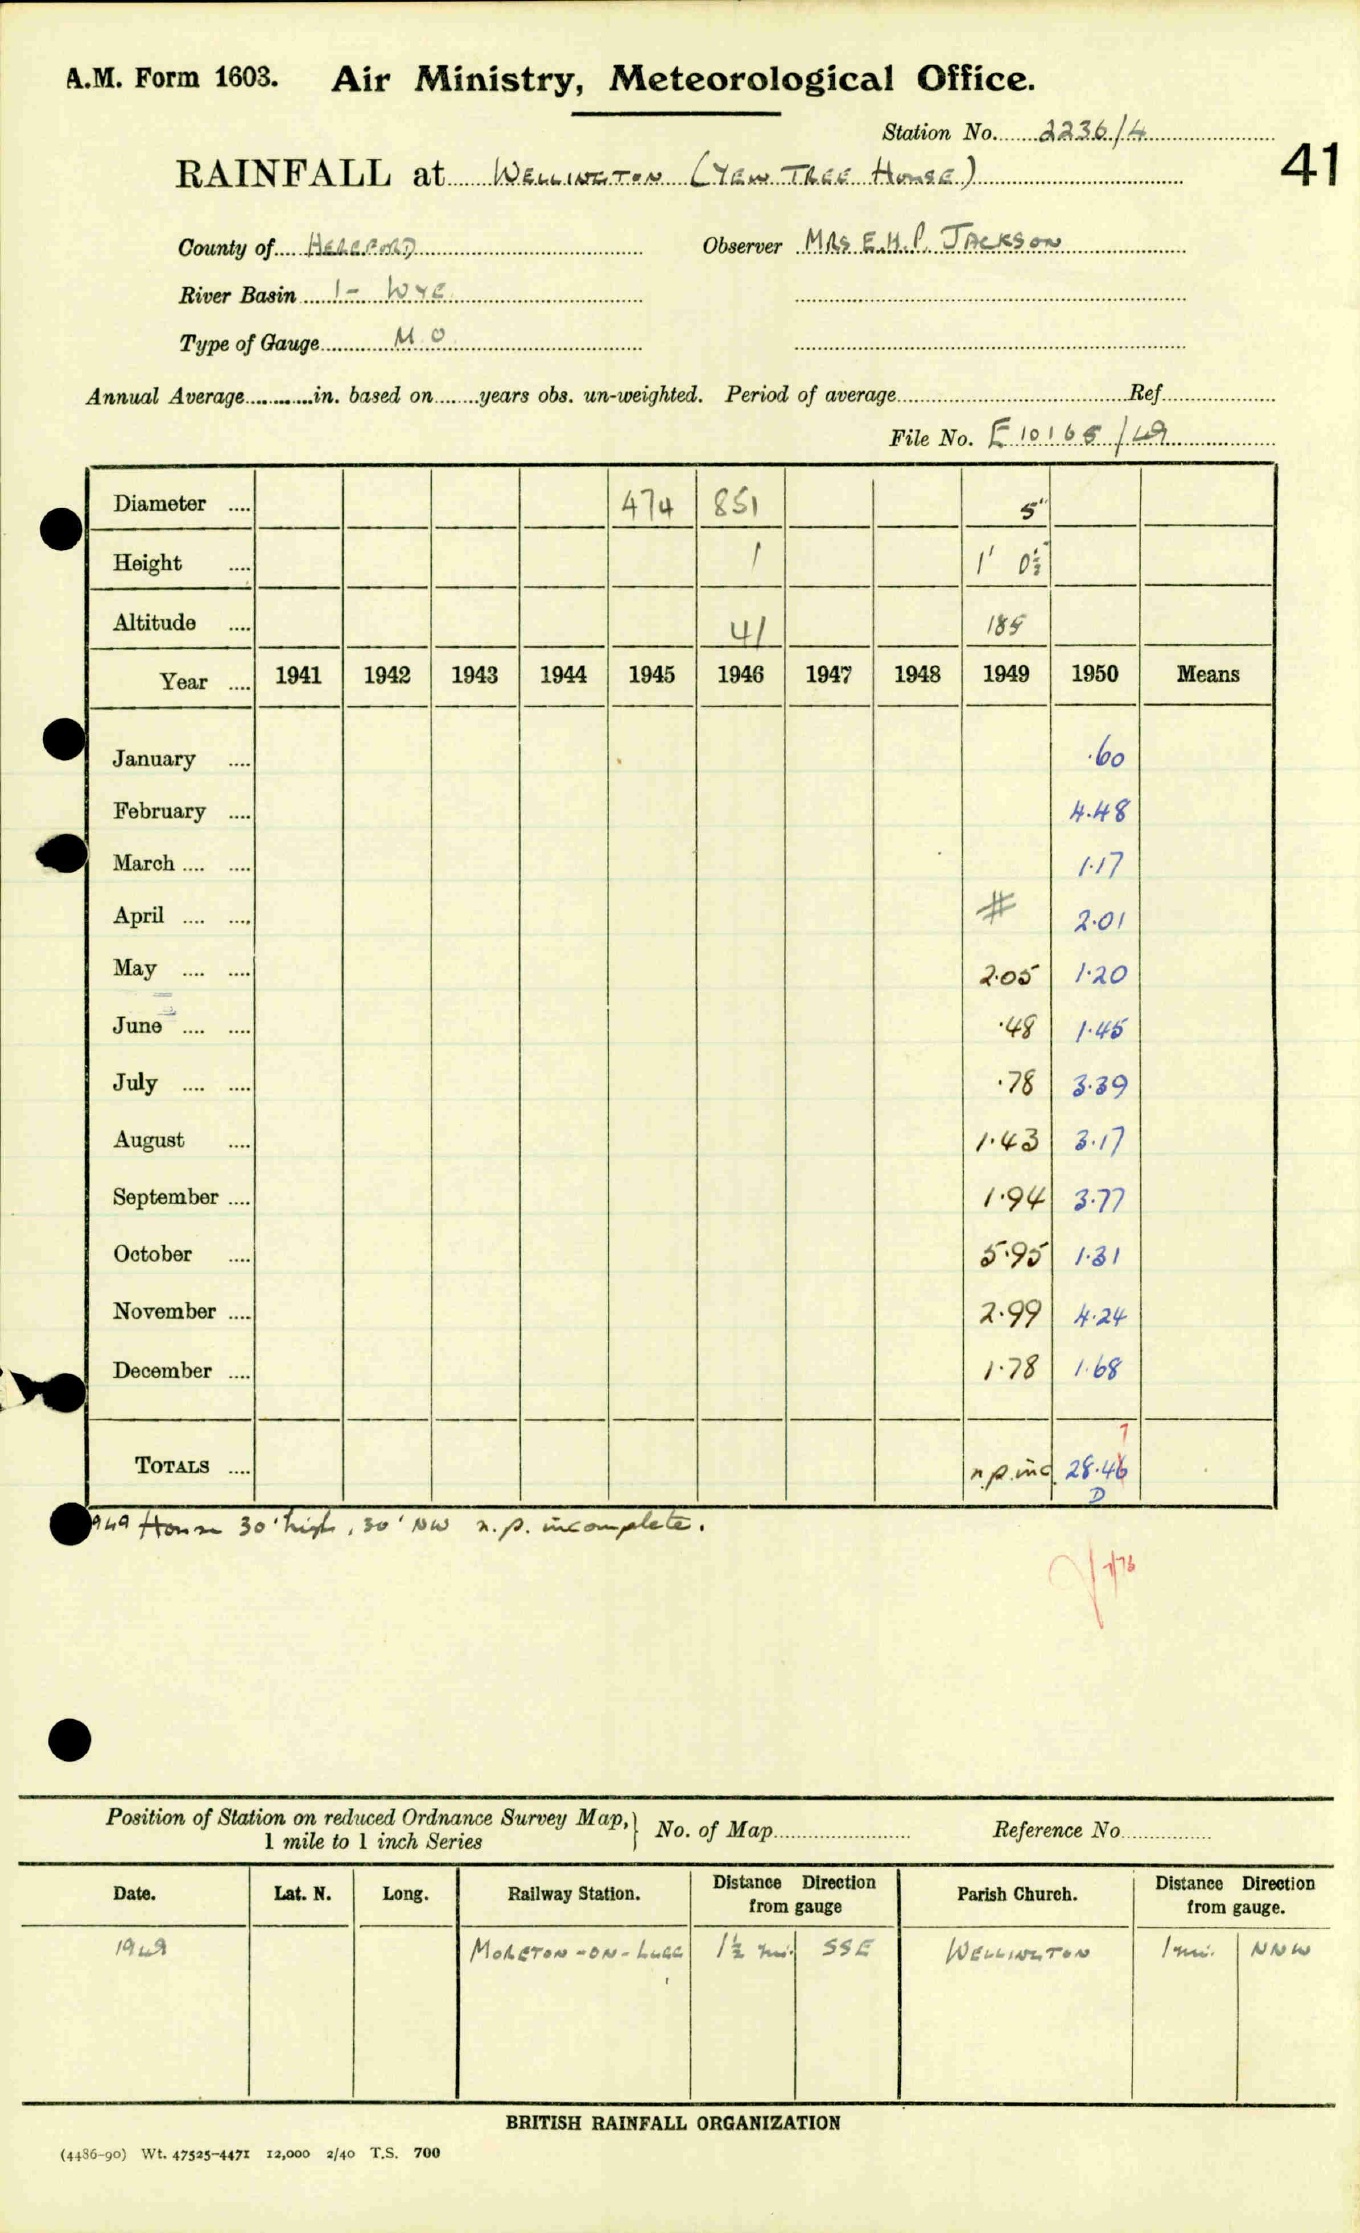 A.M. Form 1603. Air Ministry, Meteorological Office.
Station No. 2236/4
41
RAINFALL at WELLINGTON (YEW TREE HOUSE)
County of HEREFORD Observer MRS E.H.P. JACKSON
River Basin 1- WYE
Type of Gauge M O
Annual Average in. based on years obs. un-weighted. Period of average Ref
File No. E 10165/49
Diameter 474 851 5"
Height 1 1' 0½"
Altitude 41 185
Year 1941 1942 1943 1944 1945 1946 1947 1948 1949 1950 Means
January ·60
February 4·48
March 1·17
April # 2·01
May 2·05 1·20
June ·48 1·45
July ·78 3·39
August 1·43 3·17
September 1·94 3·77
October 5·95 1·31
November 2·99 4·24
December 1·78 1·68
7
TOTALS n.p. inc. 28·46
D
1949 House 30' high, 30' NW n.p. incomplete.
Position of Station on reduced Ordnance Survey Map, 1 mile to 1 inch Series No. of Map Reference No
Date. Lat. N. Long. Railway Station. Distance Direction from gauge Parish Church. Distance Direction from gauge.
1949 MORETON-ON-LUGG 1½ mi. SSE WELLINGTON 1 mi. NNW
BRITISH RAINFALL ORGANIZATION
(4486-90) Wt. 47525-4471 12,000 2/40 T.S. 700